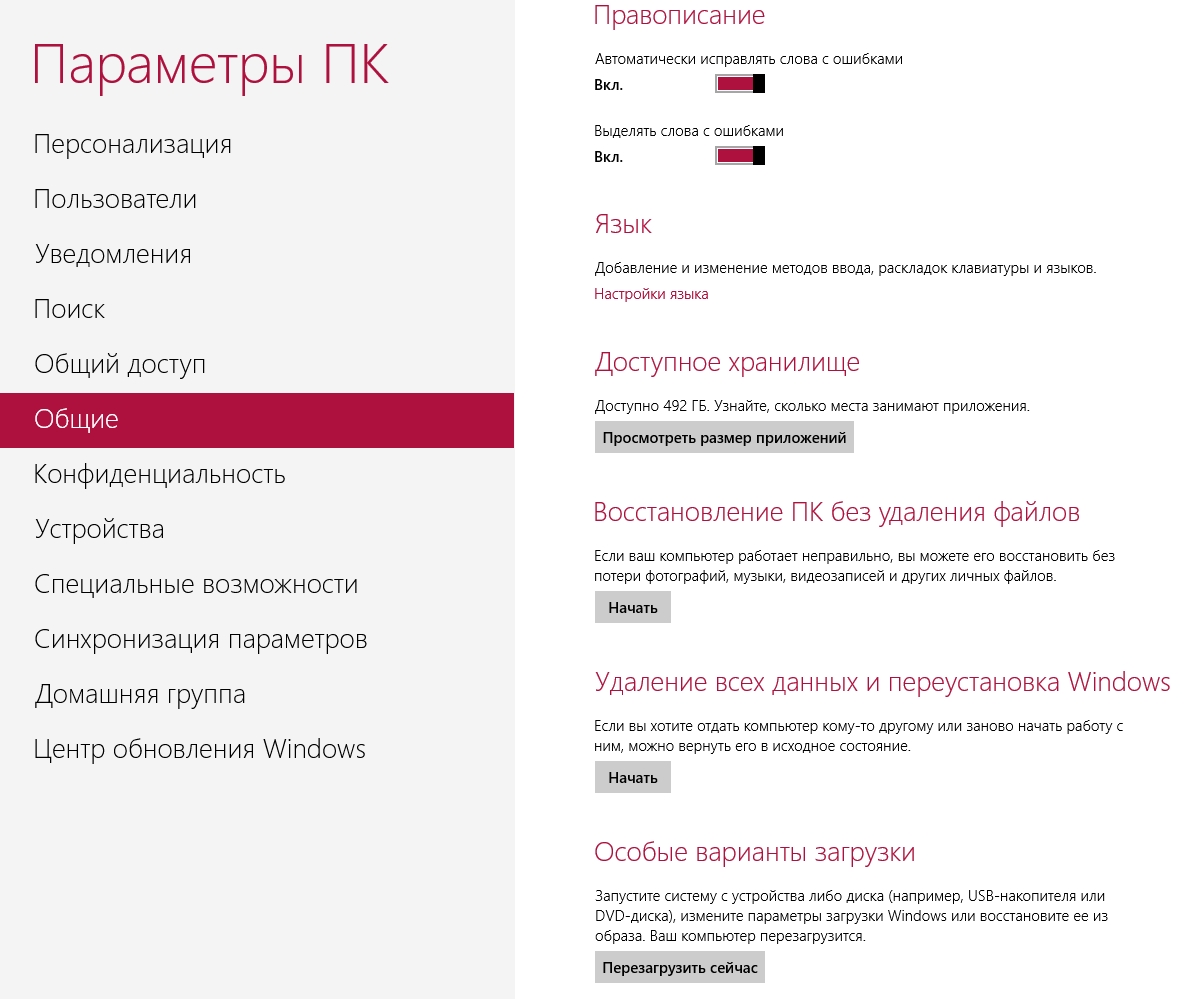 Параметры ПК
Персонализация
Пользователи
Уведомления
Поиск
Общий доступ
Общие
Конфиденциальность
Устройства
Специальные возможности
Синхронизация параметров
Домашняя группа
Центр обновления Windows
Правописание
Автоматически исправлять слова с ошибками
Вкл.
Выделять слова с ошибками
Вкл.
Язык
Добавление и изменение методов ввода, раскладок клавиатуры и языков.
Настройки языка
Доступное хранилище
Доступно 492 ГБ. Узнайте, сколько места занимают приложения.
Просмотреть размер приложений
Восстановление ПК без удаления файлов
Если ваш компьютер работает неправильно, вы можете его восстановить без
потери фотографий, музыки, видеозаписей и других личных файлов.
Начать
Удаление всех данных и переустановка Windows
Если вы хотите отдать компьютер кому-то другому или заново начать работу с
ним, можно вернуть его в исходное состояние.
Начать
Особые варианты загрузки
Запустите систему с устройства либо диска (например, USB-накопителя или
DVD-диска), измените параметры загрузки Windows или восстановите ее из
образа. Ваш компьютер перезагрузится.
Перезагрузить сейчас